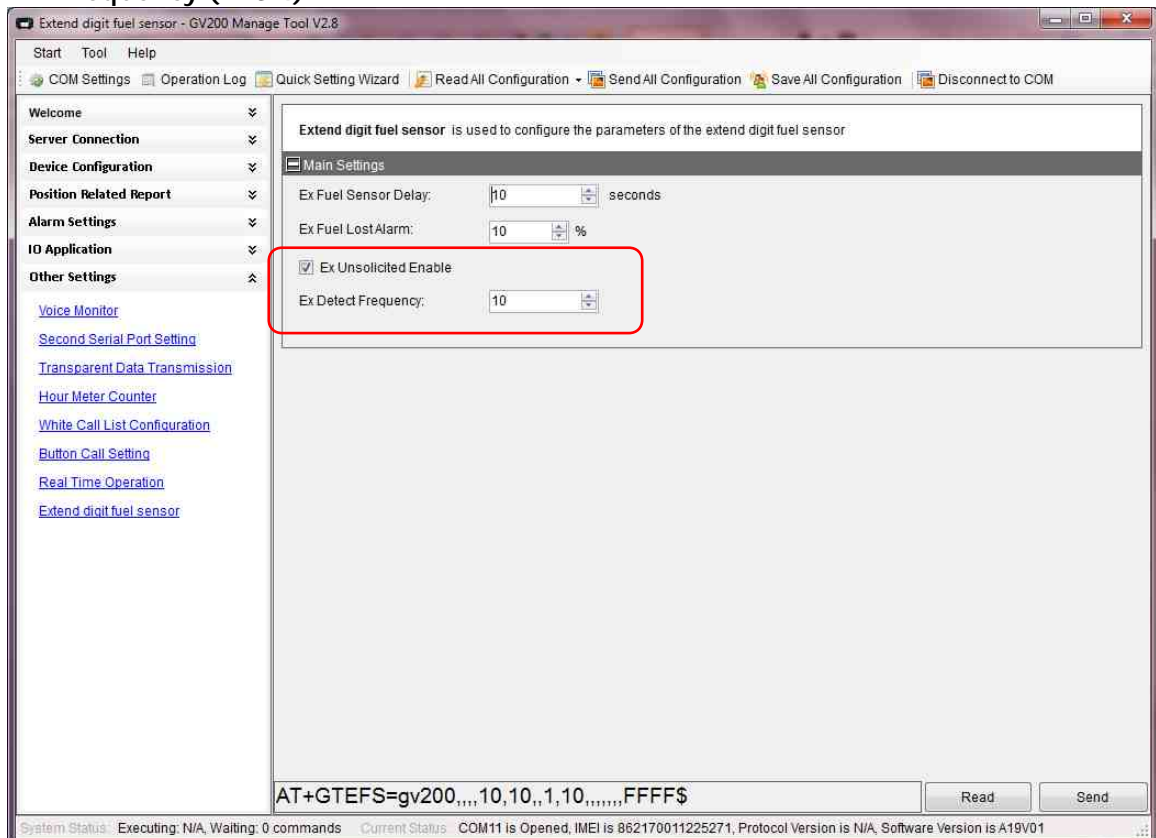 Extend digit fuel sensor - GV200 Manage Tool V2.8
Start Tool Help
COM Settings Operation Log Quick Setting Wizard Read All Configuration Send All Configuration Save All Configuration Disconnect to COM
Welcome
Server Connection
Device Configuration
Position Related Report
Alarm Settings
IO Application
Other Settings
Voice Monitor
Second Serial Port Setting
Transparent Data Transmission
Hour Meter Counter
White Call List Configuration
Button Call Setting
Real Time Operation
Extend digit fuel sensor
Extend digit fuel sensor is used to configure the parameters of the extend digit fuel sensor
Main Settings
Ex Fuel Sensor Delay: 10 seconds
Ex Fuel Lost Alarm: 10 %
Ex Unsolicited Enable
Ex Detect Frequency: 10
AT+GTEFS=gv200,,,,10,10,,1,10,,,,,,,FFFF$
Read Send
System Status: Executing: N/A, Waiting: 0 commands Current Status: COM11 is Opened, IMEI is 862170011225271, Protocol Version is N/A, Software Version is A19V01